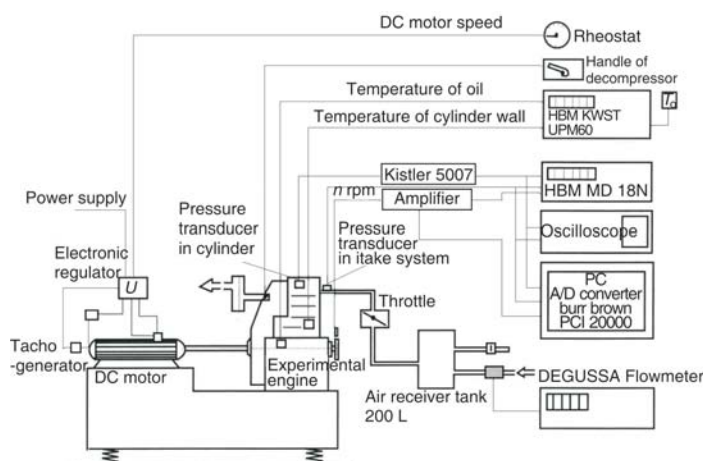 DC motor speed
Rheostat
Handle of
decompressor
Temperature of oil
Temperature of cylinder wall
HBM KWST
UPM60
To
Kistler 5007
n rpm
Amplifier
HBM MD 18N
Power supply
Pressure
transducer
in cylinder
Pressure
transducer
in itake system
Oscilloscope
Electronic
regulator
U
PC
A/D converter
burr brown
PCI 20000
Throttle
Tacho
-generator
DC motor
Experimental
engine
Air receiver tank
200 L
DEGUSSA Flowmeter